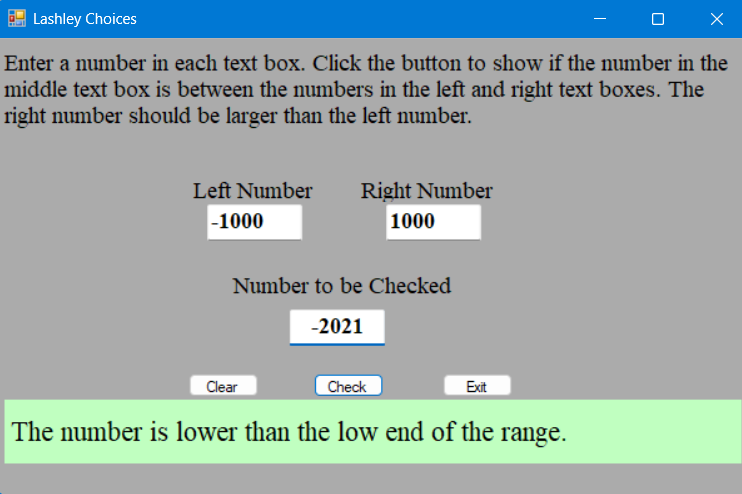 Lashley Choices
Enter a number in each text box. Click the button to show if the number in the
middle text box is between the numbers in the left and right text boxes. The
right number should be larger than the left number.
Left Number Right Number
-1000 1000
Number to be Checked
-2021
Clear Check Exit
The number is lower than the low end of the range.